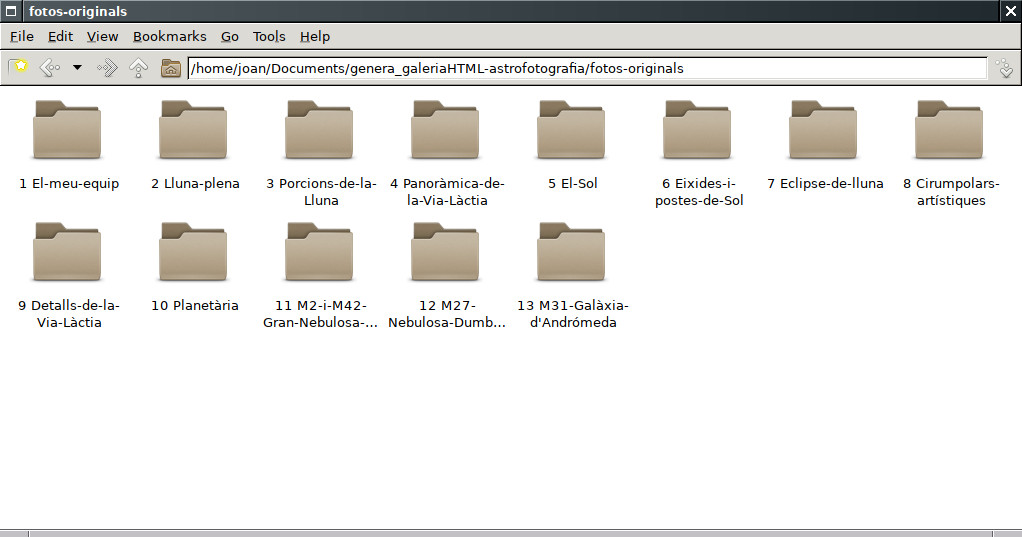 fotos-originals
File Edit View Bookmarks Go Tools Help
/home/joan/Documents/genera_galeriaHTML-astrofotografia/fotos-originals
1 El-meu-equip
2 Lluna-plena
3 Porcions-de-la-
Lluna
4 Panoràmica-de-
la-Via-Làctia
5 El-Sol
6 Eixides-i-
postes-de-Sol
7 Eclipse-de-lluna
8 Cirumpolars-
artístiques
9 Detalls-de-la-
Via-Làctia
10 Planetària
11 M2-i-M42-
Gran-Nebulosa-...
12 M27-
Nebulosa-Dumb...
13 M31-Galàxia-
d'Andrómeda